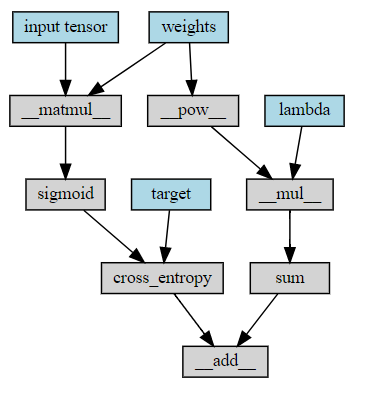 input tensor
weights
__matmul__
__pow__
lambda
sigmoid
target
__mul__
cross_entropy
sum
__add__